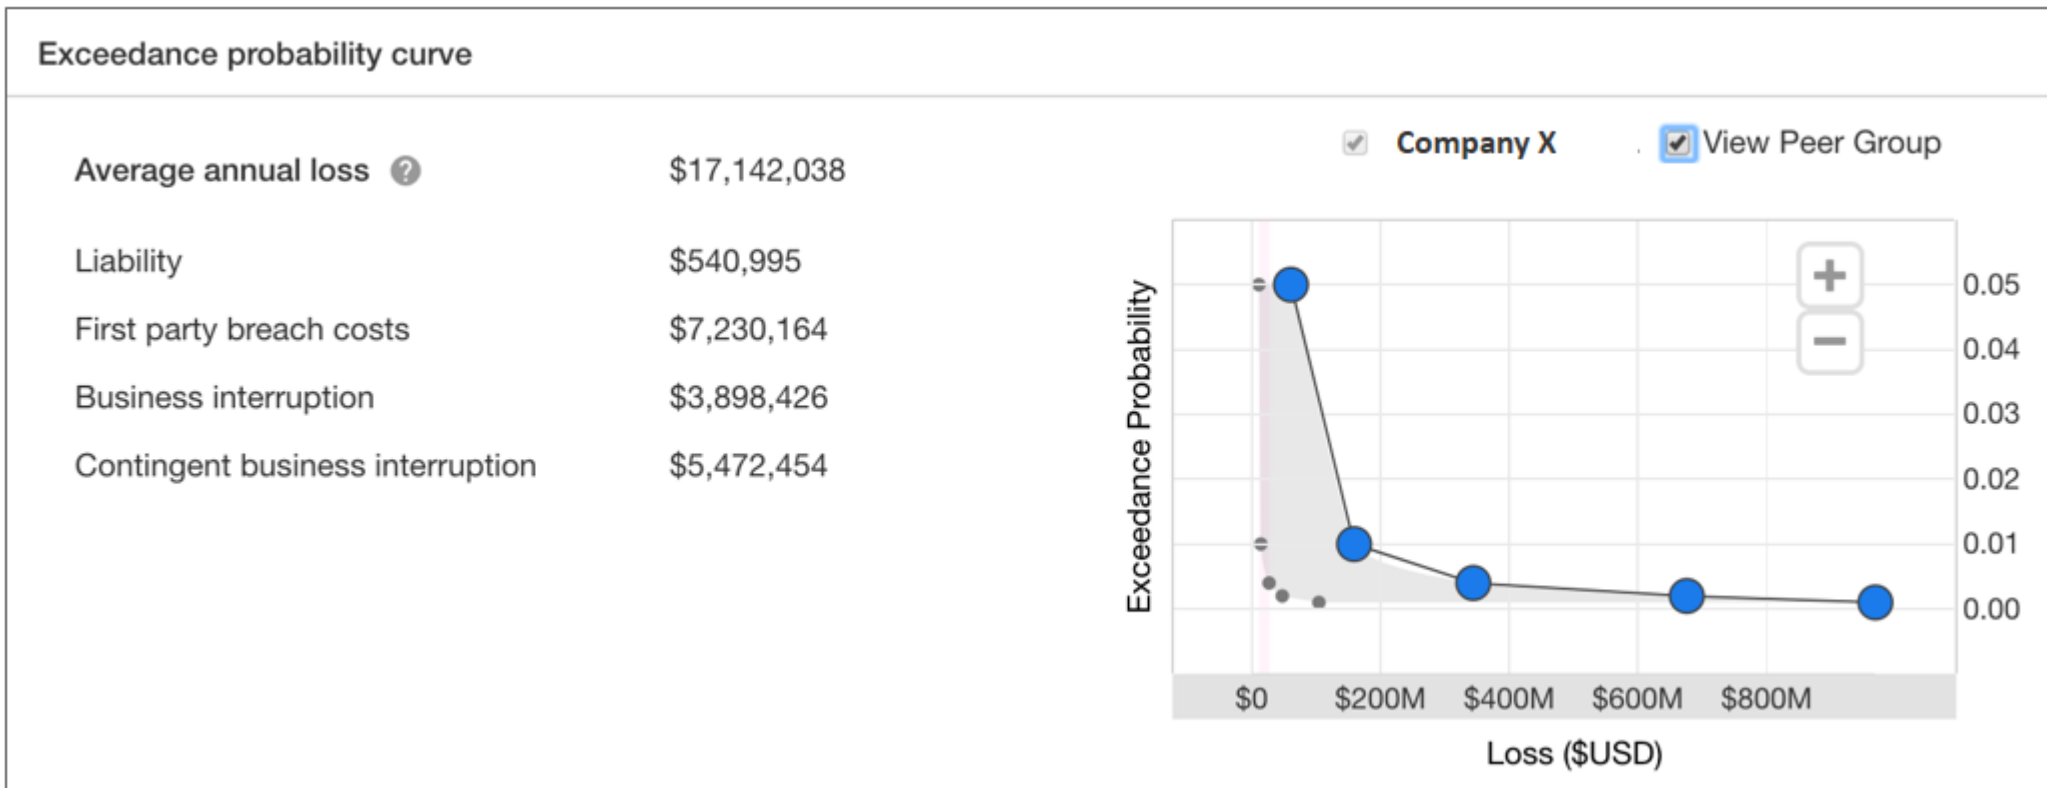 Exceedance probability curve
Average annual loss ? $17,142,038
Liability $540,995
First party breach costs $7,230,164
Business interruption $3,898,426
Contingent business interruption $5,472,454
Company X
View Peer Group
Exceedance Probability
+
−
0.05
0.04
0.03
0.02
0.01
0.00
$0 $200M $400M $600M $800M
Loss ($USD)